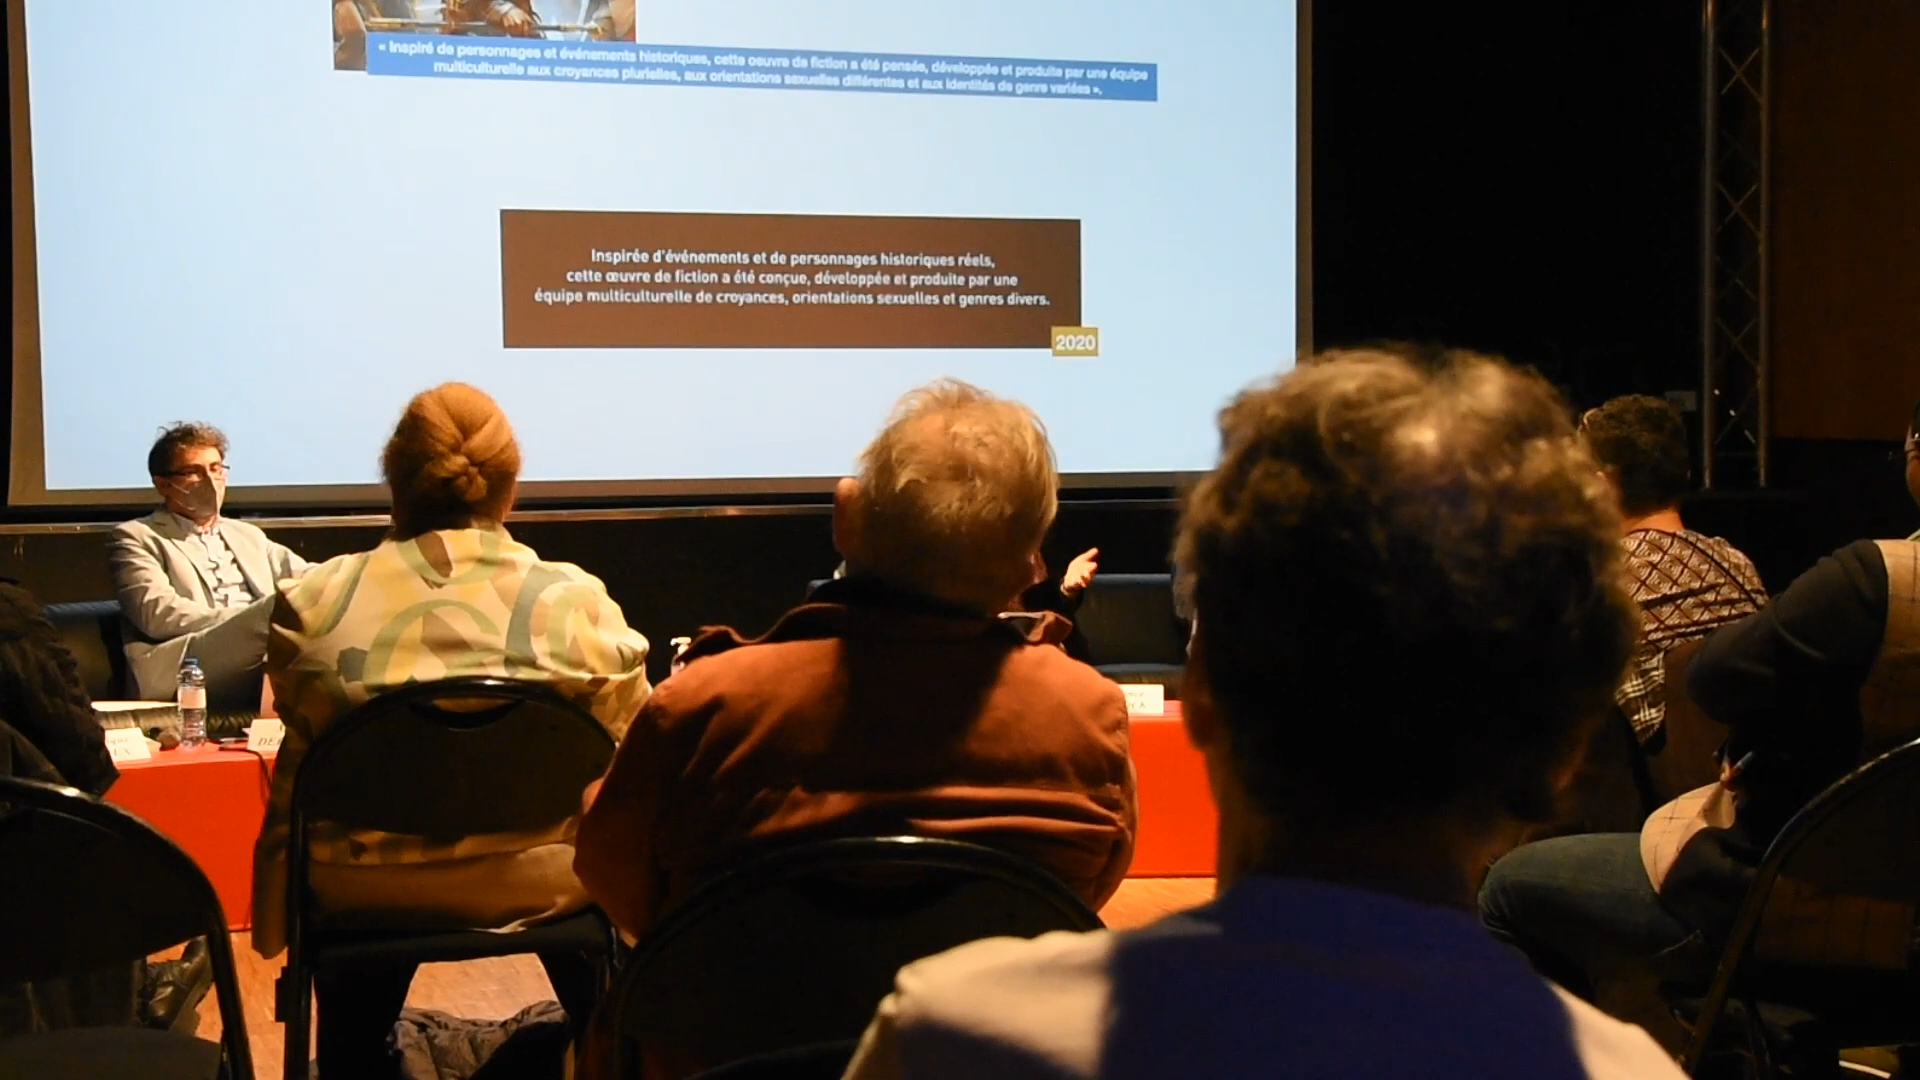 « Inspiré de personnages et événements historiques, cette oeuvre de fiction a été pensée, développée et produite par une équipe
multiculturelle aux croyances plurielles, aux orientations sexuelles différentes et aux identités de genre variées ».
Inspirée d'événements et de personnages historiques réels,
cette œuvre de fiction a été conçue, développée et produite par une
équipe multiculturelle de croyances, orientations sexuelles et genres divers.
2020